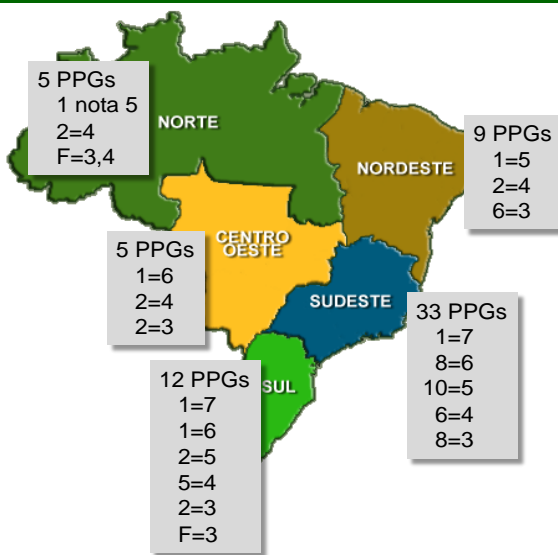 5 PPGs
1 nota 5
2=4
F=3,4
NORTE
9 PPGs
1=5
2=4
6=3
NORDESTE
5 PPGs
1=6
2=4
2=3
CENTRO
OESTE
SUDESTE
33 PPGs
1=7
8=6
10=5
6=4
8=3
12 PPGs
1=7
1=6
2=5
5=4
2=3
F=3
SUL